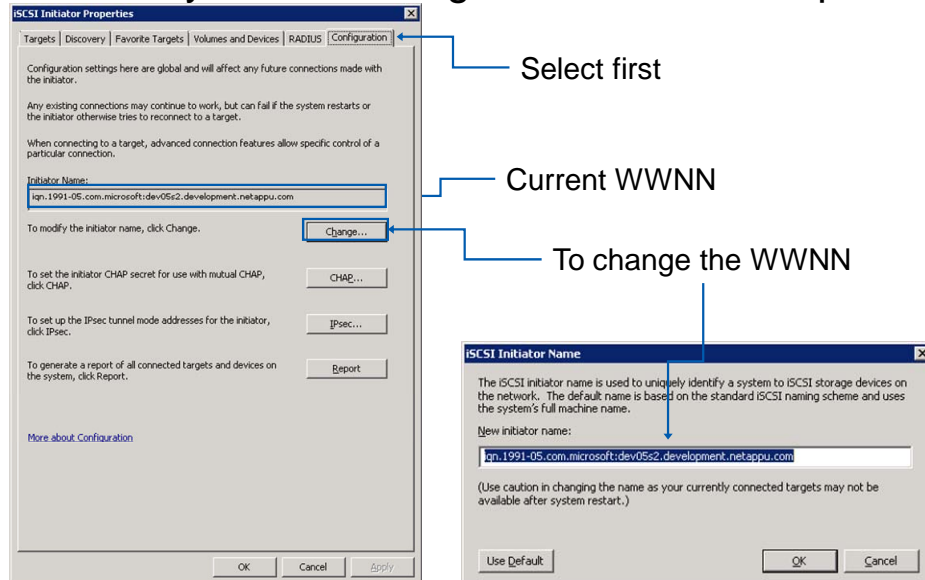 iSCSI Initiator Properties
Targets Discovery Favorite Targets Volumes and Devices RADIUS Configuration
Select first
Configuration settings here are global and will affect any future connections made with
the initiator.
Any existing connections may continue to work, but can fail if the system restarts or
the initiator otherwise tries to reconnect to a target.
When connecting to a target, advanced connection features allow specific control of a
particular connection.
Initiator Name:
iqn.1991-05.com.microsoft:dev05s2.development.netappu.com
Current WWNN
To modify the initiator name, click Change.
Change...
To change the WWNN
To set the initiator CHAP secret for use with mutual CHAP,
click CHAP.
CHAP...
To set up the IPsec tunnel mode addresses for the initiator,
click IPsec.
IPsec...
To generate a report of all connected targets and devices on
the system, click Report.
Report
More about Configuration
OK Cancel Apply
iSCSI Initiator Name
The iSCSI initiator name is used to uniquely identify a system to iSCSI storage devices on
the network. The default name is based on the standard iSCSI naming scheme and uses
the system's full machine name.
New initiator name:
iqn.1991-05.com.microsoft:dev05s2.development.netappu.com
(Use caution in changing the name as your currently connected targets may not be
available after system restart.)
Use Default OK Cancel